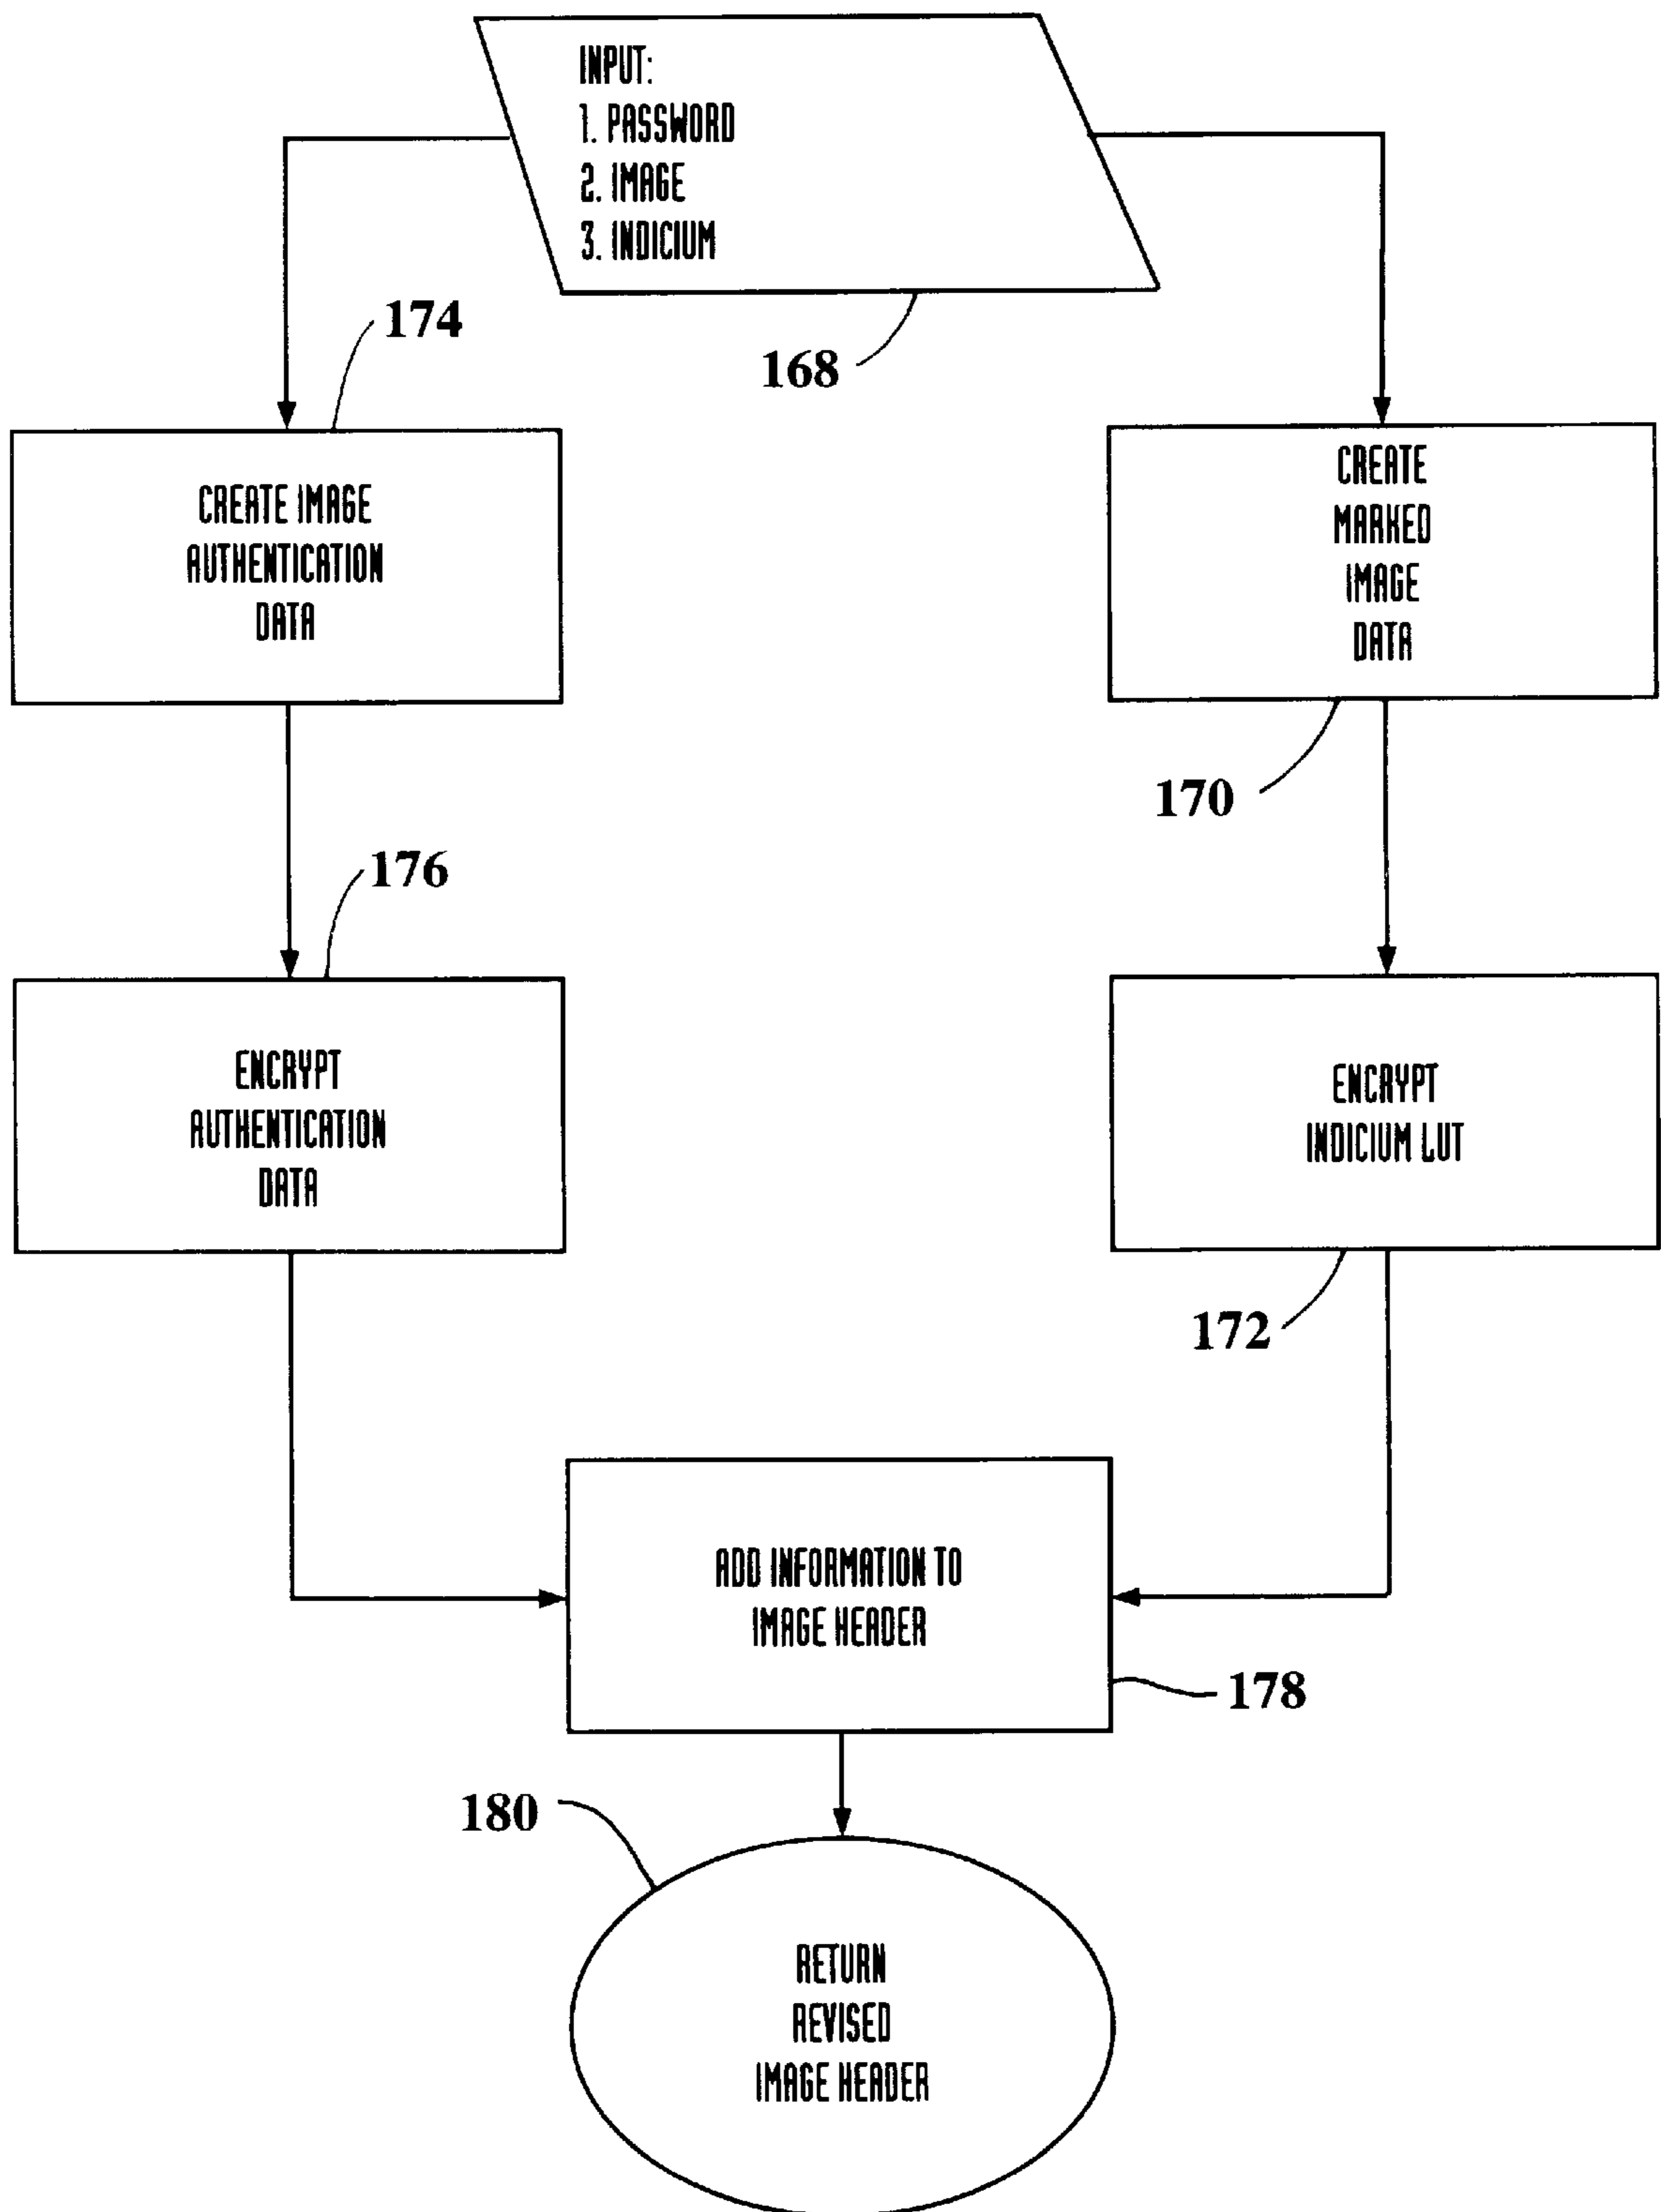 INPUT:
1. PASSWORD
2. IMAGE
3. INDICIUM
168
174
CREATE IMAGE
AUTHENTICATION
DATA
CREATE
MARKED
IMAGE
DATA
170
176
ENCRYPT
AUTHENTICATION
DATA
ENCRYPT
INDICIUM LUT
172
ADD INFORMATION TO
IMAGE HEADER
178
180
RETURN
REVISED
IMAGE HEADER